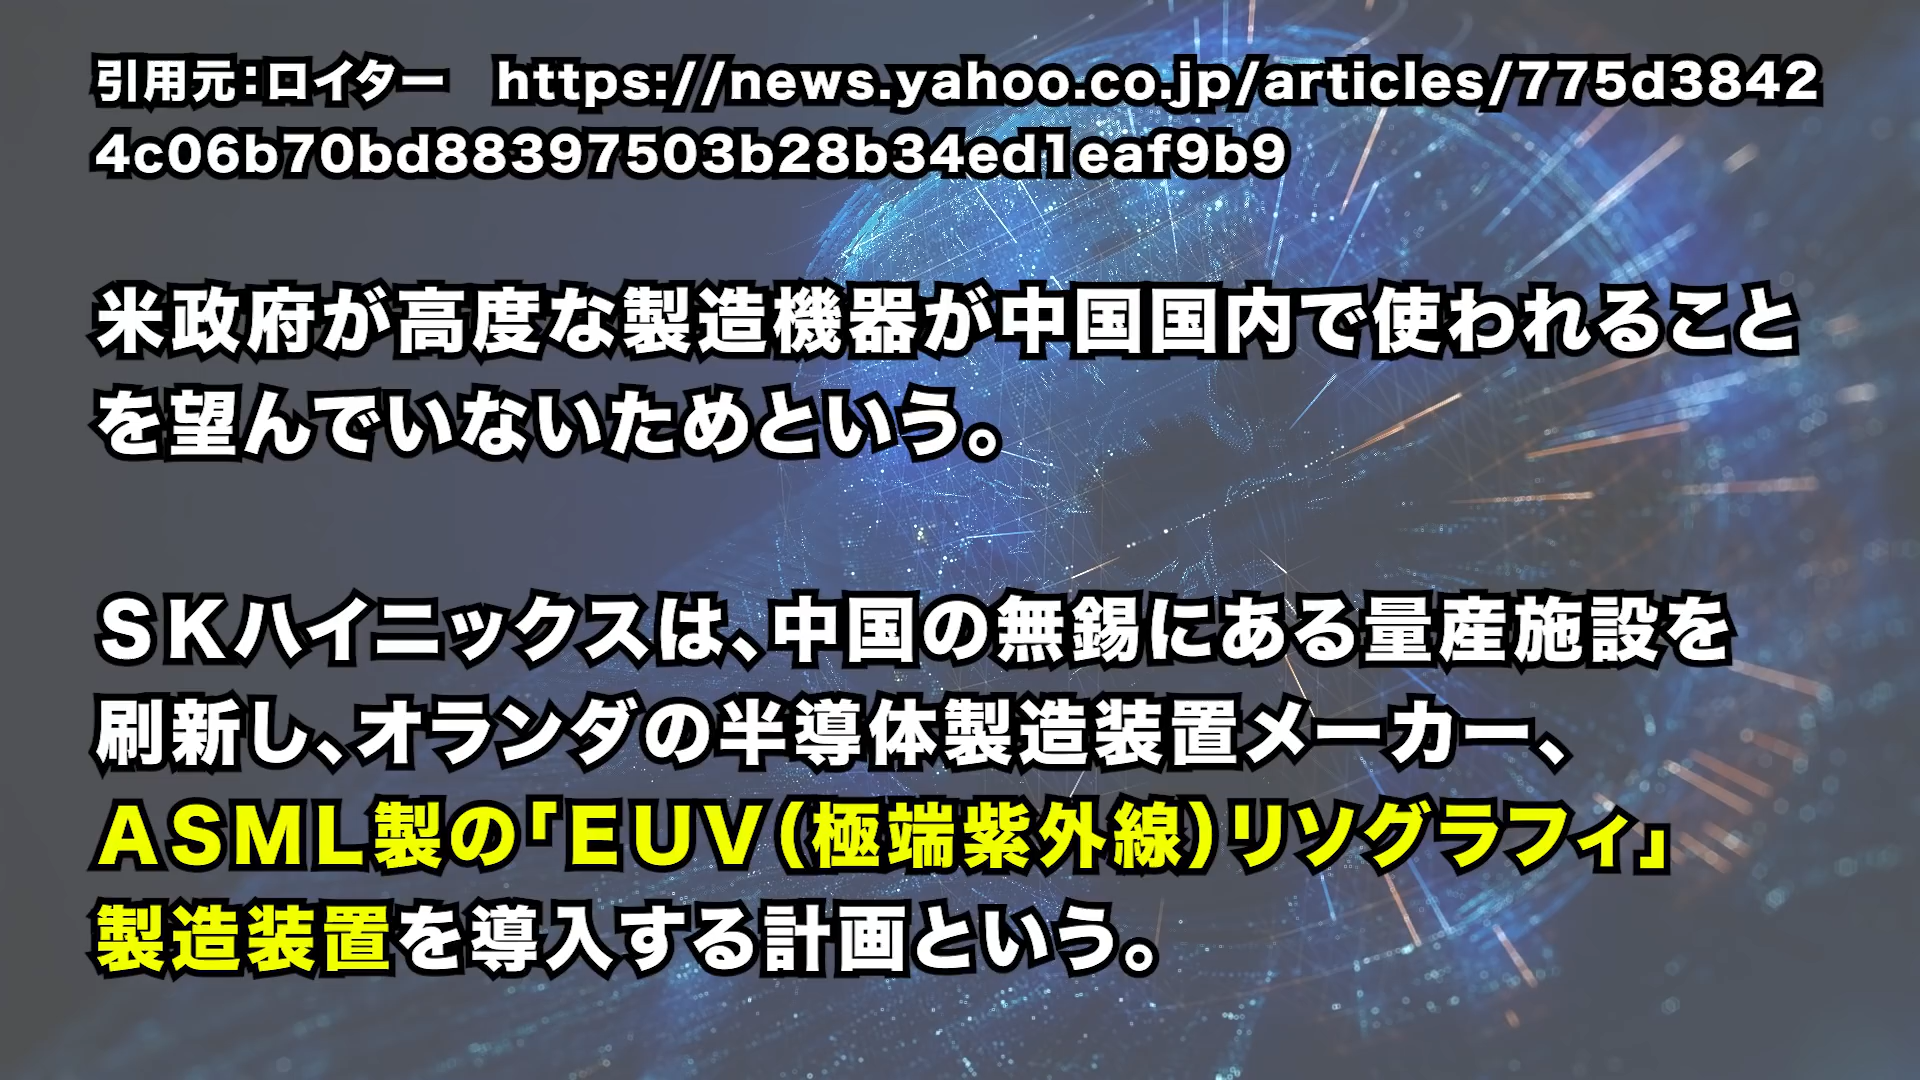 引用元：ロイター　https://news.yahoo.co.jp/articles/775d3842
4c06b70bd88397503b28b34ed1eaf9b9
米政府が高度な製造機器が中国国内で使われること
を望んでいないためという。
ＳＫハイニックスは、中国の無錫にある量産施設を
刷新し、オランダの半導体製造装置メーカー、
ＡＳＭＬ製の「ＥＵＶ（極端紫外線）リソグラフィ」
製造装置を導入する計画という。